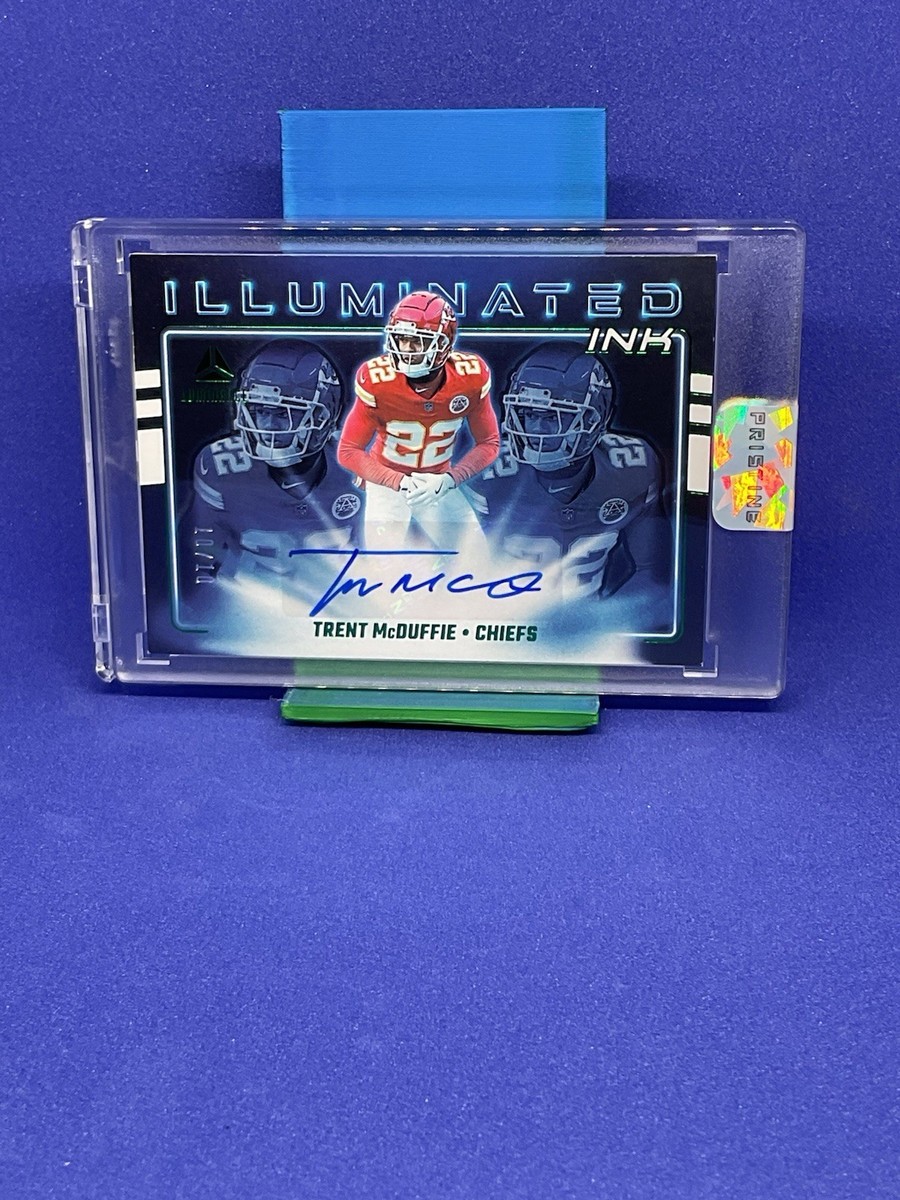 ILLUMINATED
INK
22
22
22
22
PRISTINE
TRENT McDUFFIE • CHIEFS